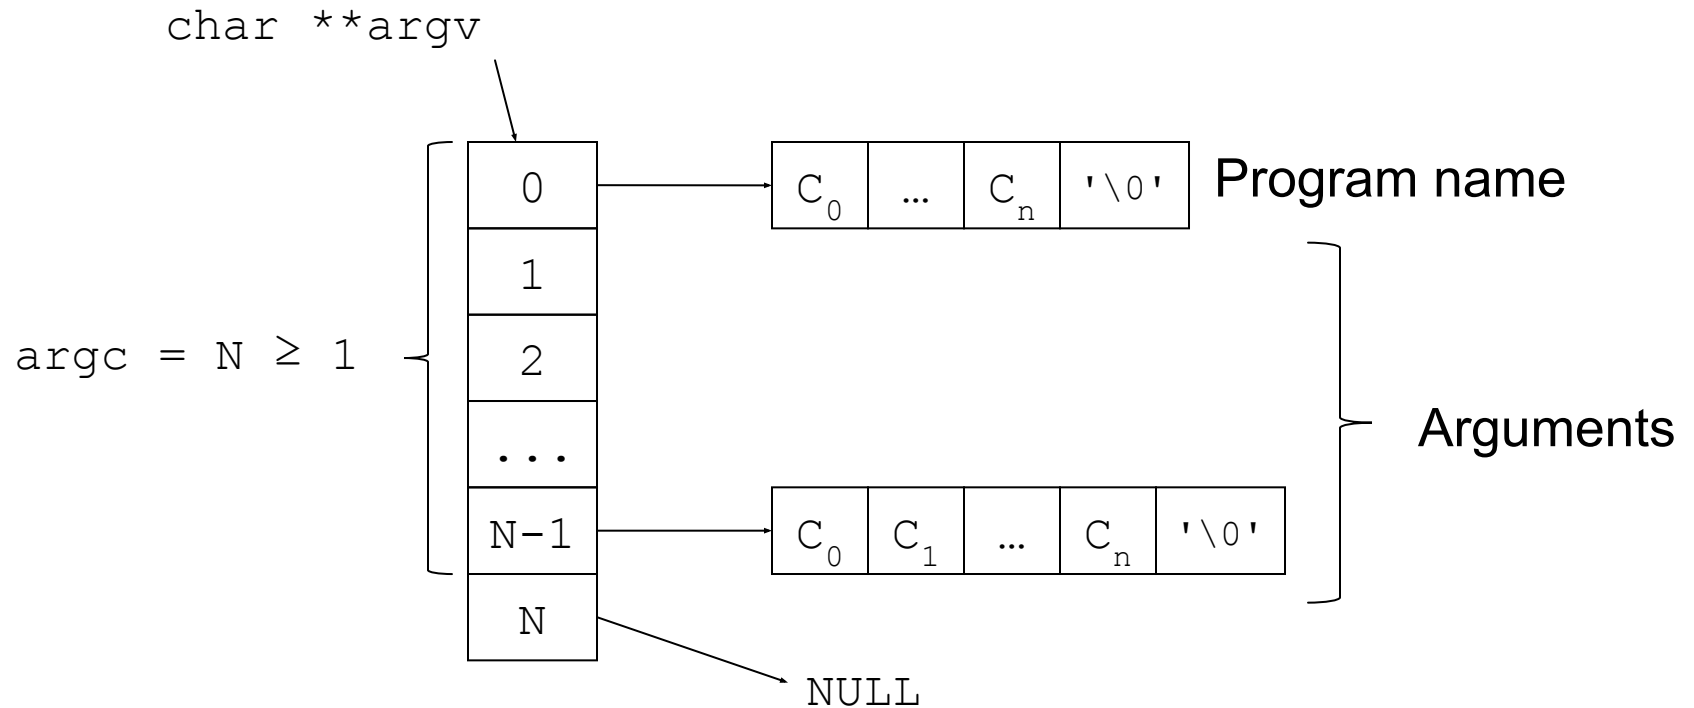 char **argv
0
C0 … Cn '\0'
Program name
1
argc = N ≥ 1
2
...
Arguments
N-1
C0 C1 … Cn '\0'
N
NULL